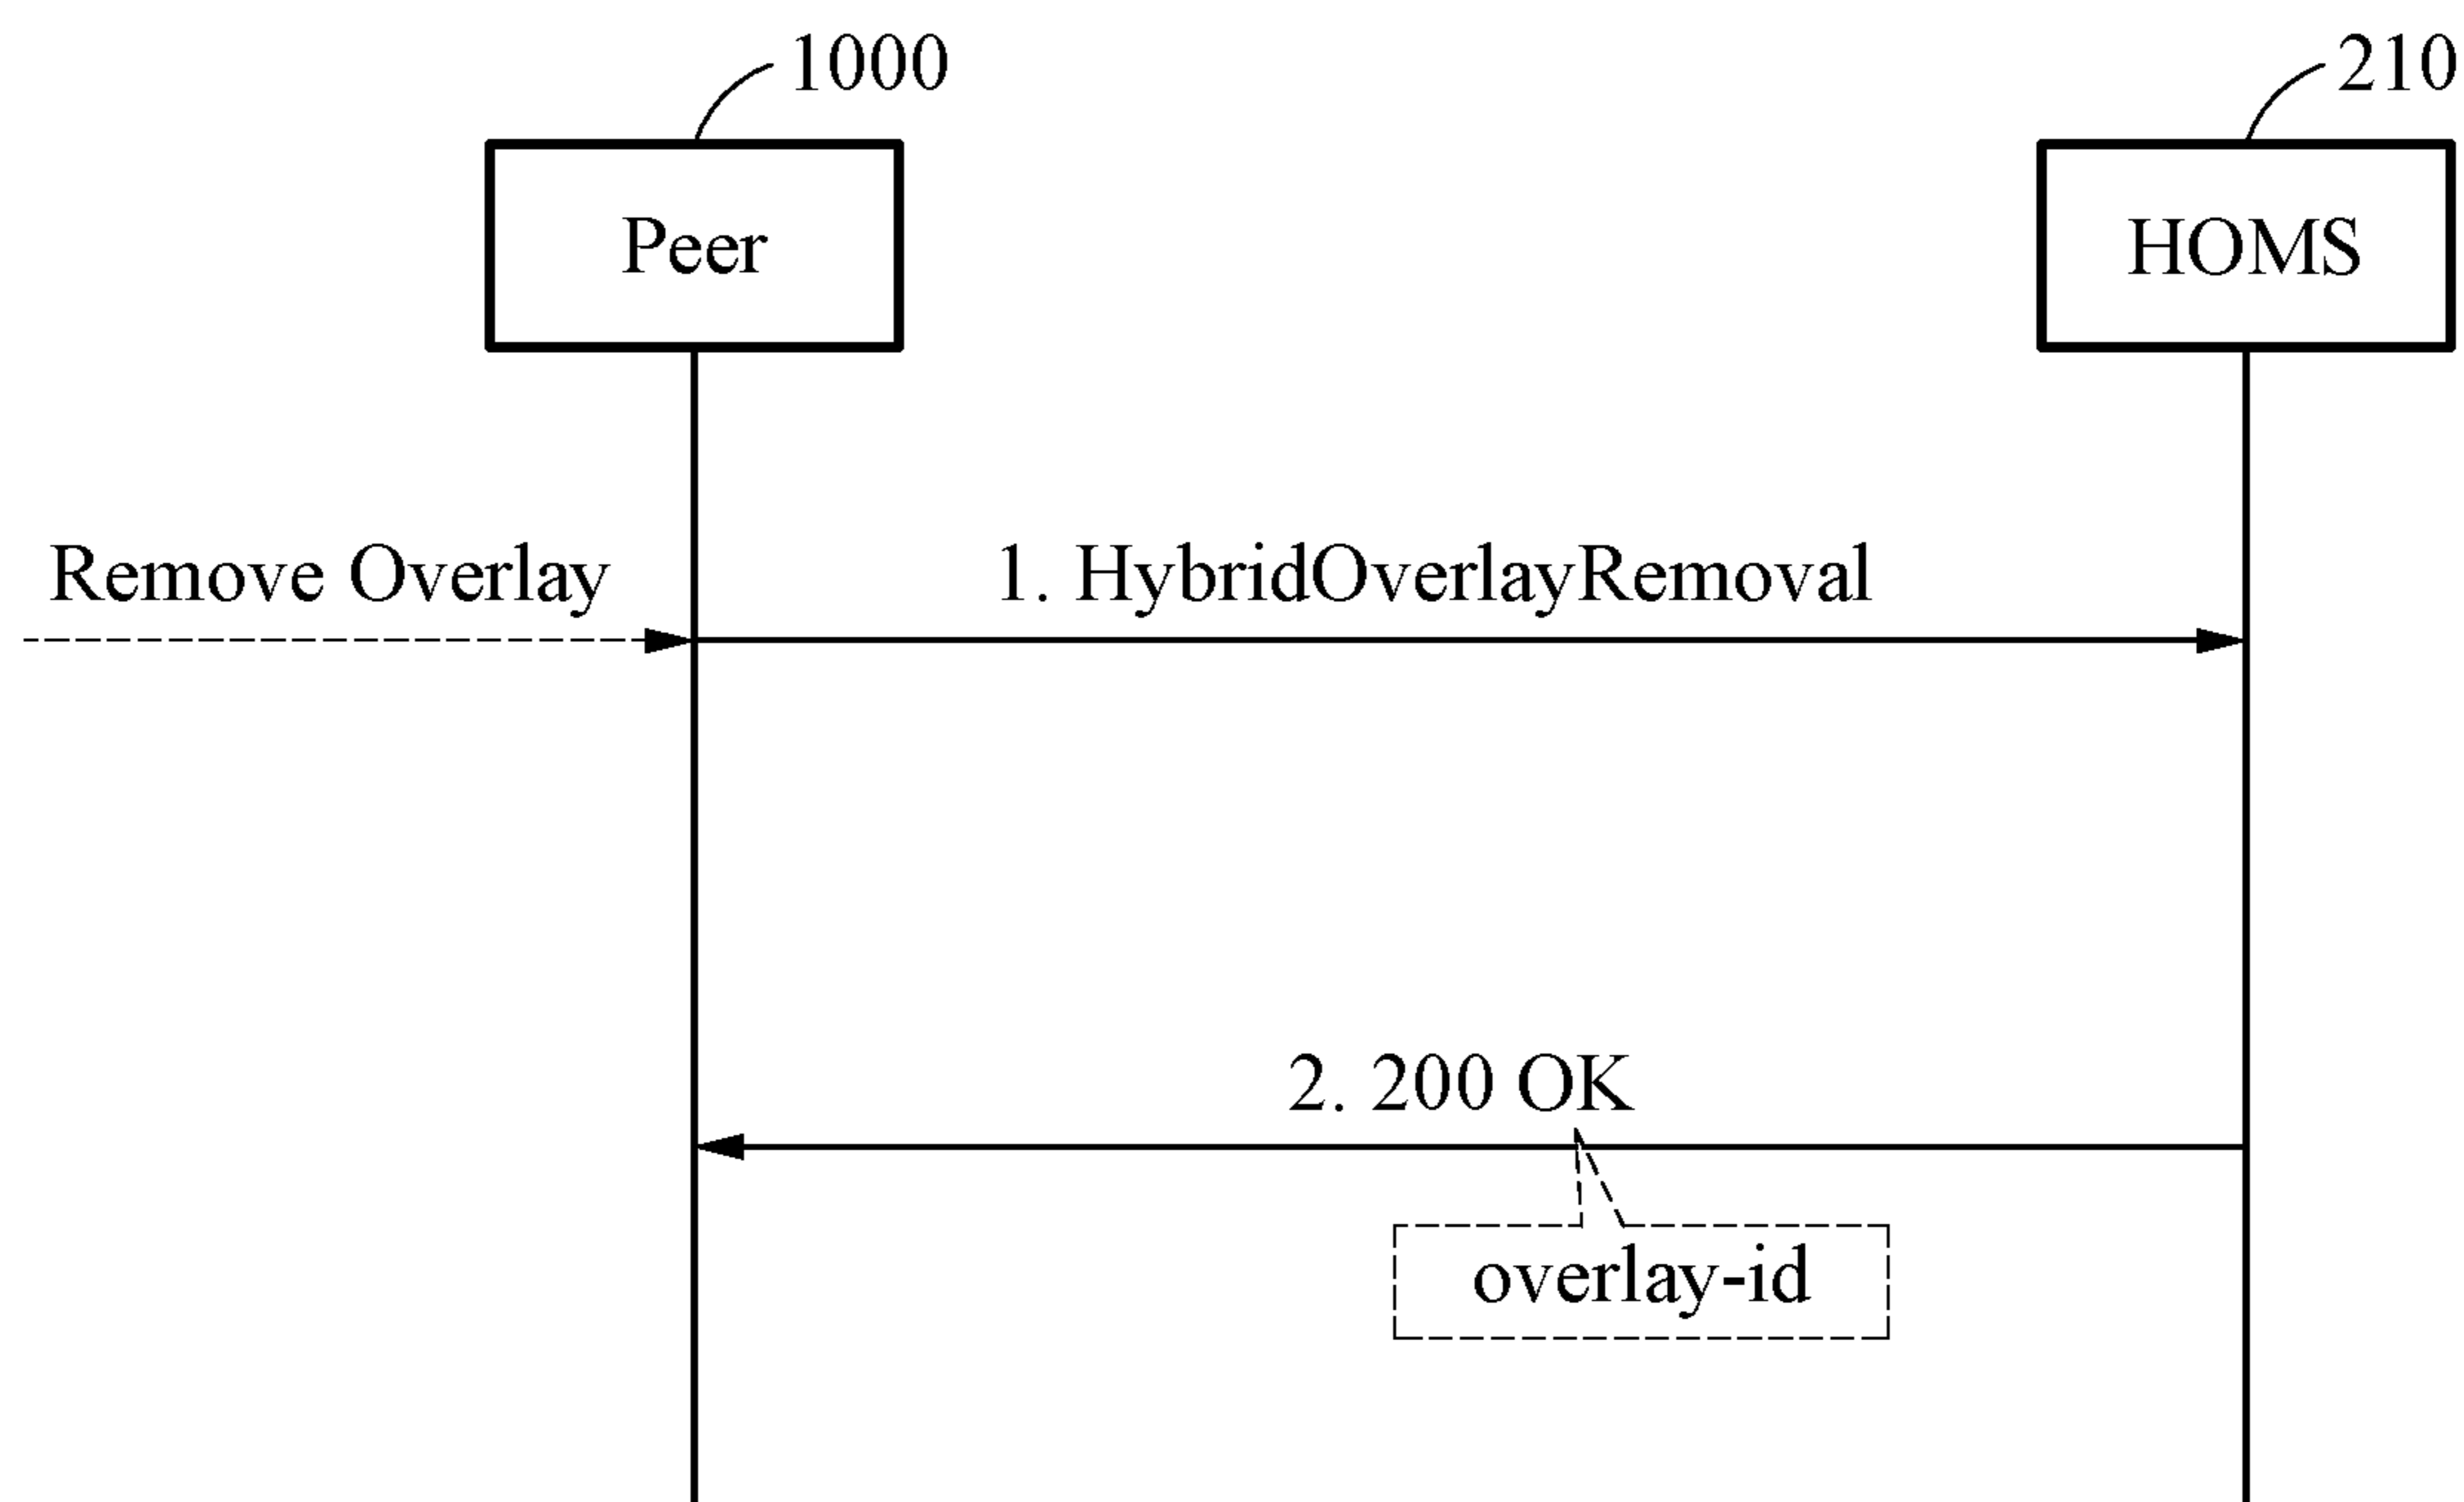 1000
210
Peer
HOMS
Remove Overlay
1. HybridOverlayRemoval
2. 200 OK
overlay-id